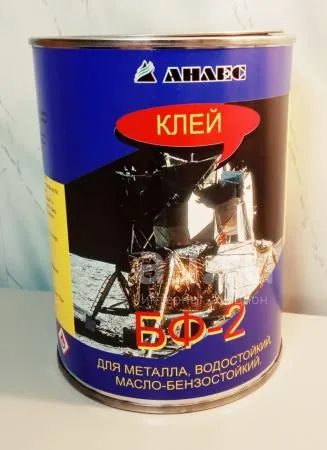 АНЛЕС
КЛЕЙ
БФ-2
ДЛЯ МЕТАЛЛА, ВОДОСТОЙКИЙ,
МАСЛО-БЕНЗОСТОЙКИЙ.